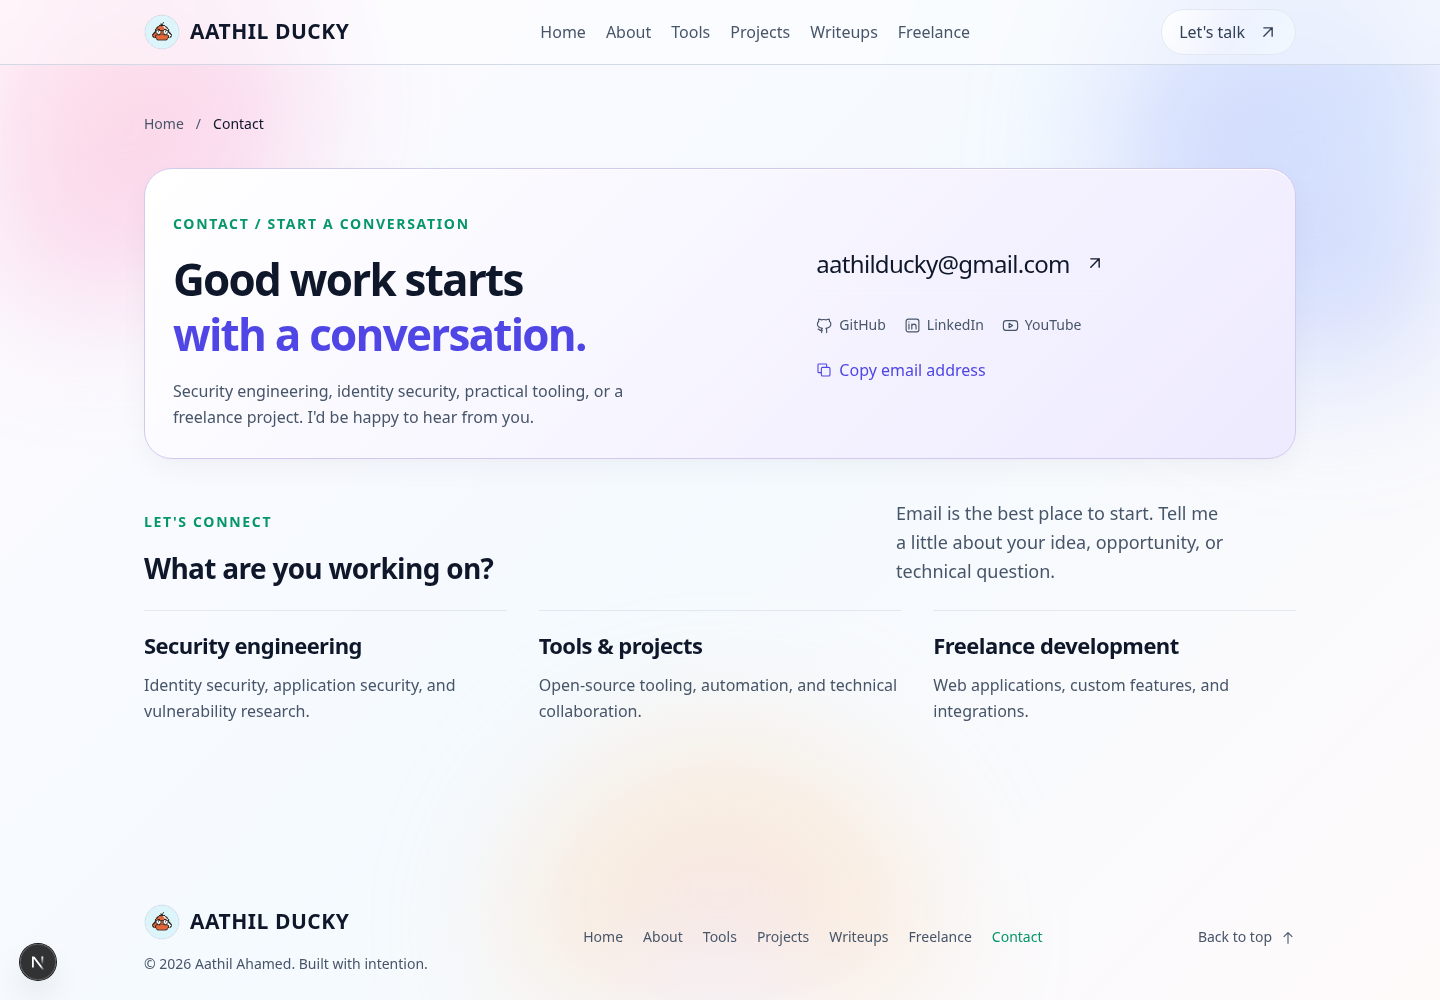 AATHIL DUCKY
Home About Tools Projects Writeups Freelance
Let's talk
Home / Contact
CONTACT / START A CONVERSATION
Good work starts
with a conversation.
Security engineering, identity security, practical tooling, or a
freelance project. I'd be happy to hear from you.
aathilducky@gmail.com
GitHub LinkedIn YouTube
Copy email address
LET'S CONNECT
What are you working on?
Email is the best place to start. Tell me
a little about your idea, opportunity, or
technical question.
Security engineering
Identity security, application security, and
vulnerability research.
Tools & projects
Open-source tooling, automation, and technical
collaboration.
Freelance development
Web applications, custom features, and
integrations.
AATHIL DUCKY
© 2026 Aathil Ahamed. Built with intention.
Home About Tools Projects Writeups Freelance Contact
Back to top
N